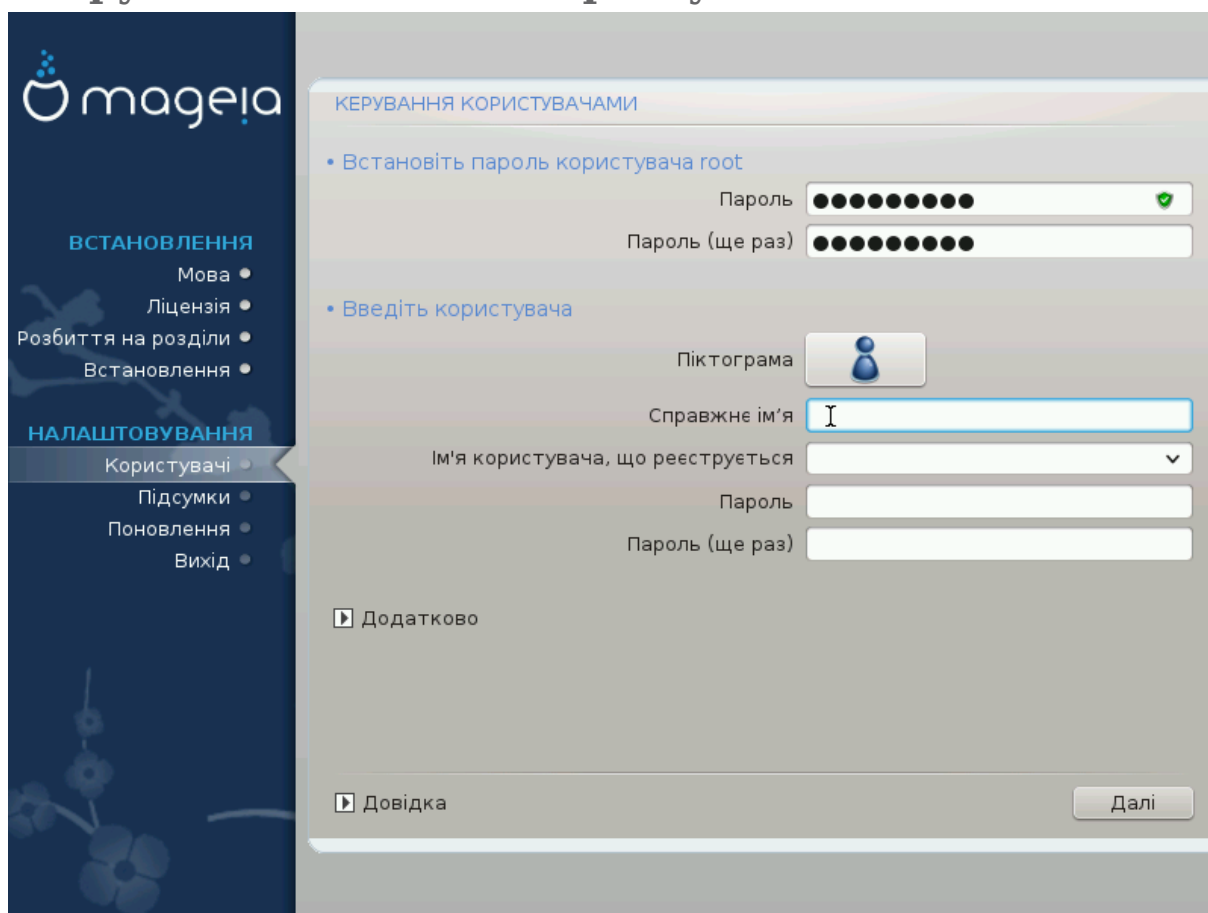 mageia
ВСТАНОВЛЕННЯ
Мова
Ліцензія
Розбиття на розділи
Встановлення
НАЛАШТОВУВАННЯ
Користувачі
Підсумки
Поновлення
Вихід
КЕРУВАННЯ КОРИСТУВАЧАМИ
• Встановіть пароль користувача root
Пароль ●●●●●●●●●
Пароль (ще раз) ●●●●●●●●●
• Введіть користувача
Піктограма
Справжнє ім’я
Ім'я користувача, що реєструється
Пароль
Пароль (ще раз)
Додатково
Довідка
Далі